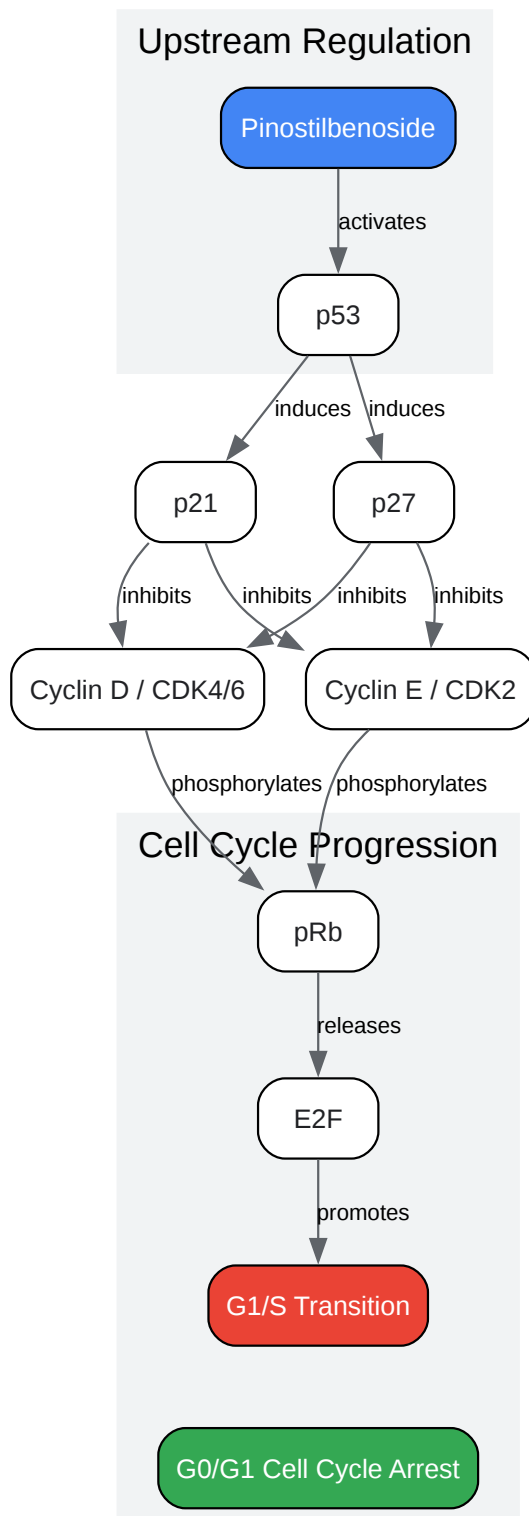 Upstream Regulation
Pinostilbenoside
activates
p53
induces
induces
p21
p27
inhibits
inhibits
inhibits
inhibits
Cyclin D / CDK4/6
Cyclin E / CDK2
phosphorylates
phosphorylates
Cell Cycle Progression
pRb
releases
E2F
promotes
G1/S Transition
G0/G1 Cell Cycle Arrest